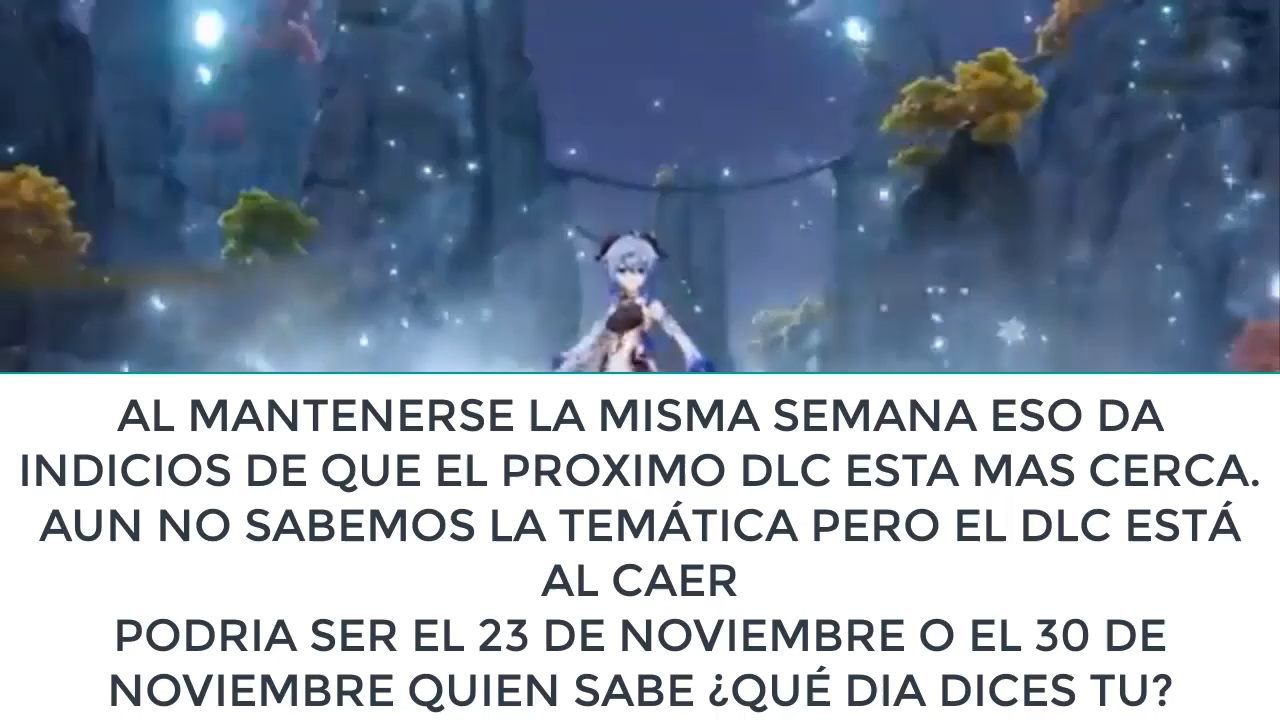 AL MANTENERSE LA MISMA SEMANA ESO DA
INDICIOS DE QUE EL PROXIMO DLC ESTA MAS CERCA.
AUN NO SABEMOS LA TEMÁTICA PERO EL DLC ESTÁ
AL CAER
PODRIA SER EL 23 DE NOVIEMBRE O EL 30 DE
NOVIEMBRE QUIEN SABE ¿QUÉ DIA DICES TU?